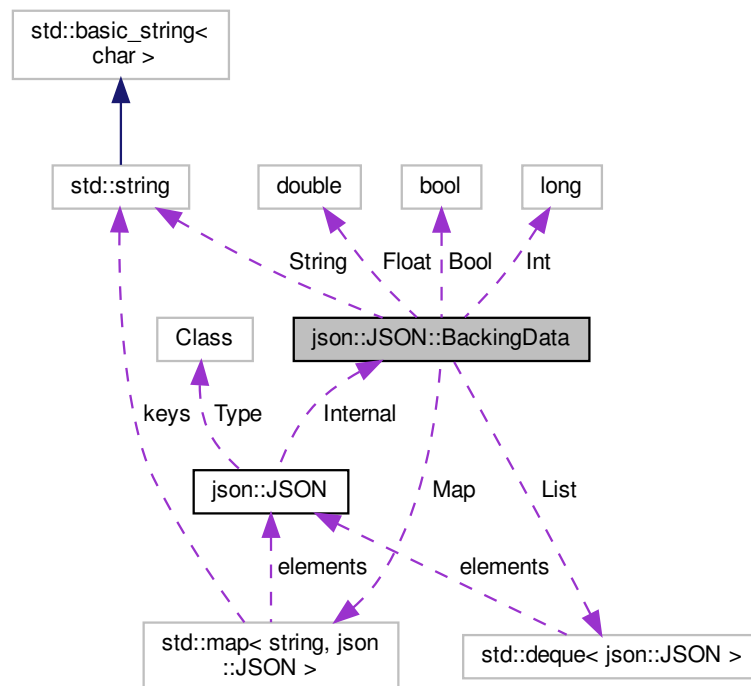 std::basic_string<
char >
std::string
double
bool
long
String
Float
Bool
Int
Class
json::JSON::BackingData
keys
Type
Internal
json::JSON
Map
List
elements
elements
std::map< string, json
::JSON >
std::deque< json::JSON >